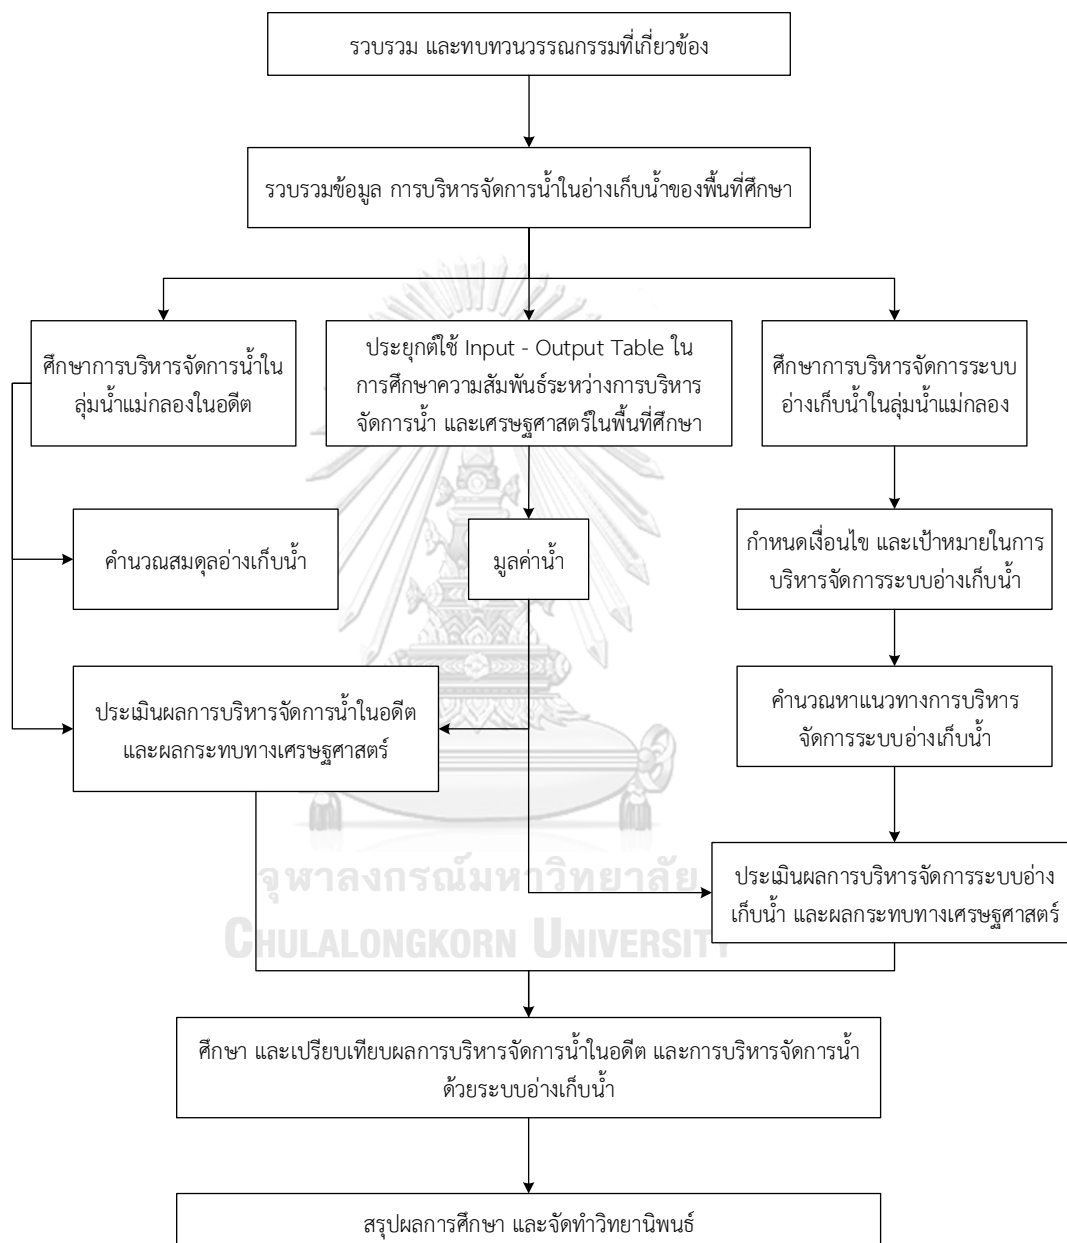 รวบรวม และทบทวนวรรณกรรมที่เกี่ยวข้อง
รวบรวมข้อมูล การบริหารจัดการน้ำในอ่างเก็บน้ำของพื้นที่ศึกษา
ศึกษาการบริหารจัดการน้ำใน
ลุ่มน้ำแม่กลองในอดีต
ประยุกต์ใช้ Input - Output Table ใน
การศึกษาความสัมพันธ์ระหว่างการบริหาร
จัดการน้ำ และเศรษฐศาสตร์ในพื้นที่ศึกษา
ศึกษาการบริหารจัดการระบบ
อ่างเก็บน้ำในลุ่มน้ำแม่กลอง
คำนวณสมดุลอ่างเก็บน้ำ
มูลค่าน้ำ
กำหนดเงื่อนไข และเป้าหมายในการ
บริหารจัดการระบบอ่างเก็บน้ำ
ประเมินผลการบริหารจัดการน้ำในอดีต
และผลกระทบทางเศรษฐศาสตร์
คำนวณหาแนวทางการบริหาร
จัดการระบบอ่างเก็บน้ำ
ประเมินผลการบริหารจัดการระบบอ่าง
เก็บน้ำ และผลกระทบทางเศรษฐศาสตร์
จุฬาลงกรณ์มหาวิทยาลัย
CHULALONGKORN UNIVERSITY
ศึกษา และเปรียบเทียบผลการบริหารจัดการน้ำในอดีต และการบริหารจัดการน้ำ
ด้วยระบบอ่างเก็บน้ำ
สรุปผลการศึกษา และจัดทำวิทยานิพนธ์